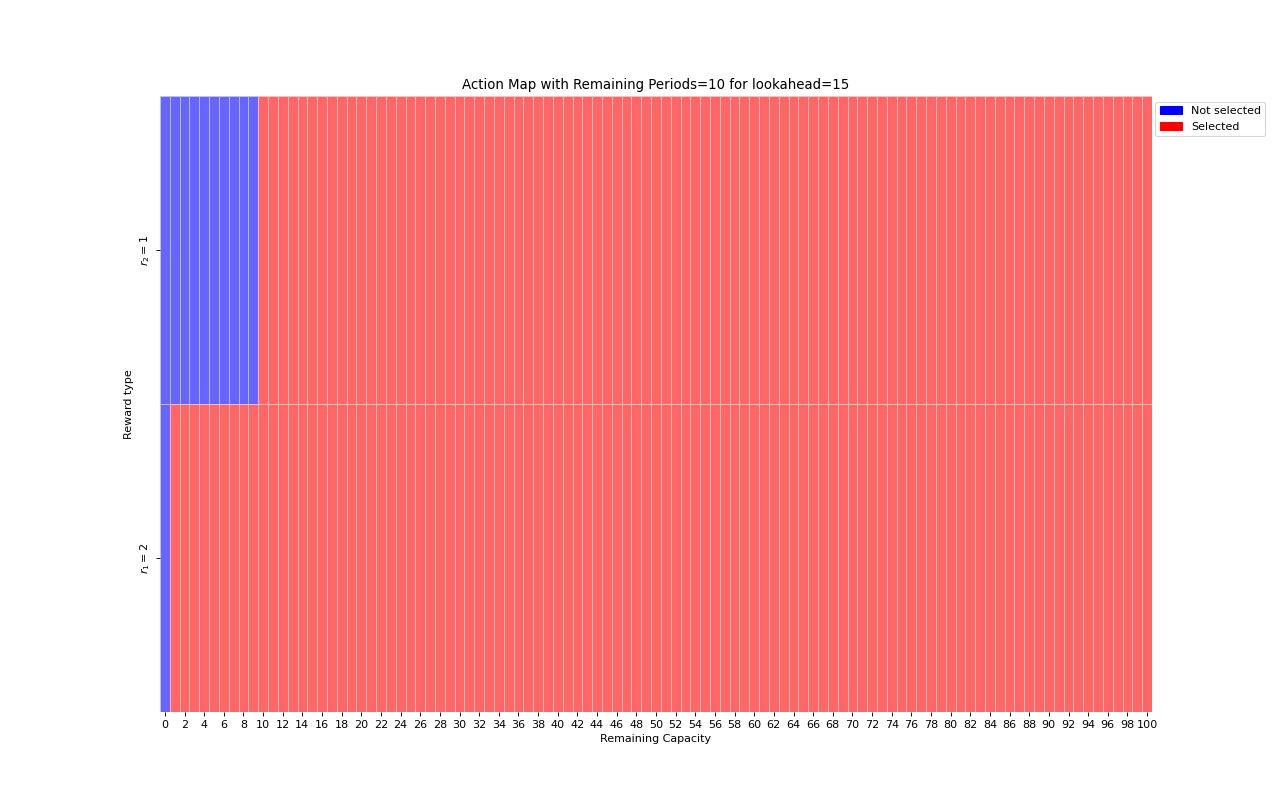 Action Map with Remaining Periods=10 for lookahead=15
Not selected
Selected
r₂ = 1
Reward type
r₁ = 2
0 2 4 6 8 10 12 14 16 18 20 22 24 26 28 30 32 34 36 38 40 42 44 46 48 50 52 54 56 58 60 62 64 66 68 70 72 74 76 78 80 82 84 86 88 90 92 94 96 98 100
Remaining Capacity